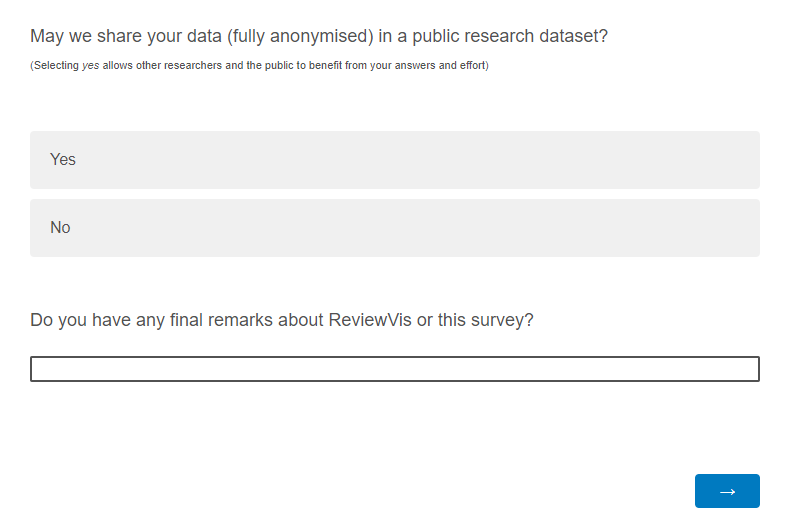 May we share your data (fully anonymised) in a public research dataset?
(Selecting yes allows other researchers and the public to benefit from your answers and effort)
Yes
No
Do you have any final remarks about ReviewVis or this survey?
→